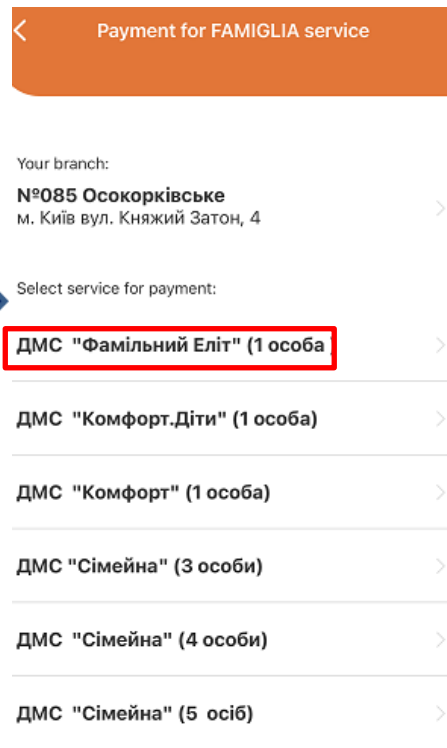 Payment for FAMIGLIA service
Your branch:
№085 Осокорківське
м. Київ вул. Княжий Затон, 4
Select service for payment:
ДМС "Фамільний Еліт" (1 особа
ДМС "Комфорт.Діти" (1 особа)
ДМС "Комфорт" (1 особа)
ДМС "Сімейна" (3 особи)
ДМС "Сімейна" (4 особи)
ДМС "Сімейна" (5 осіб)